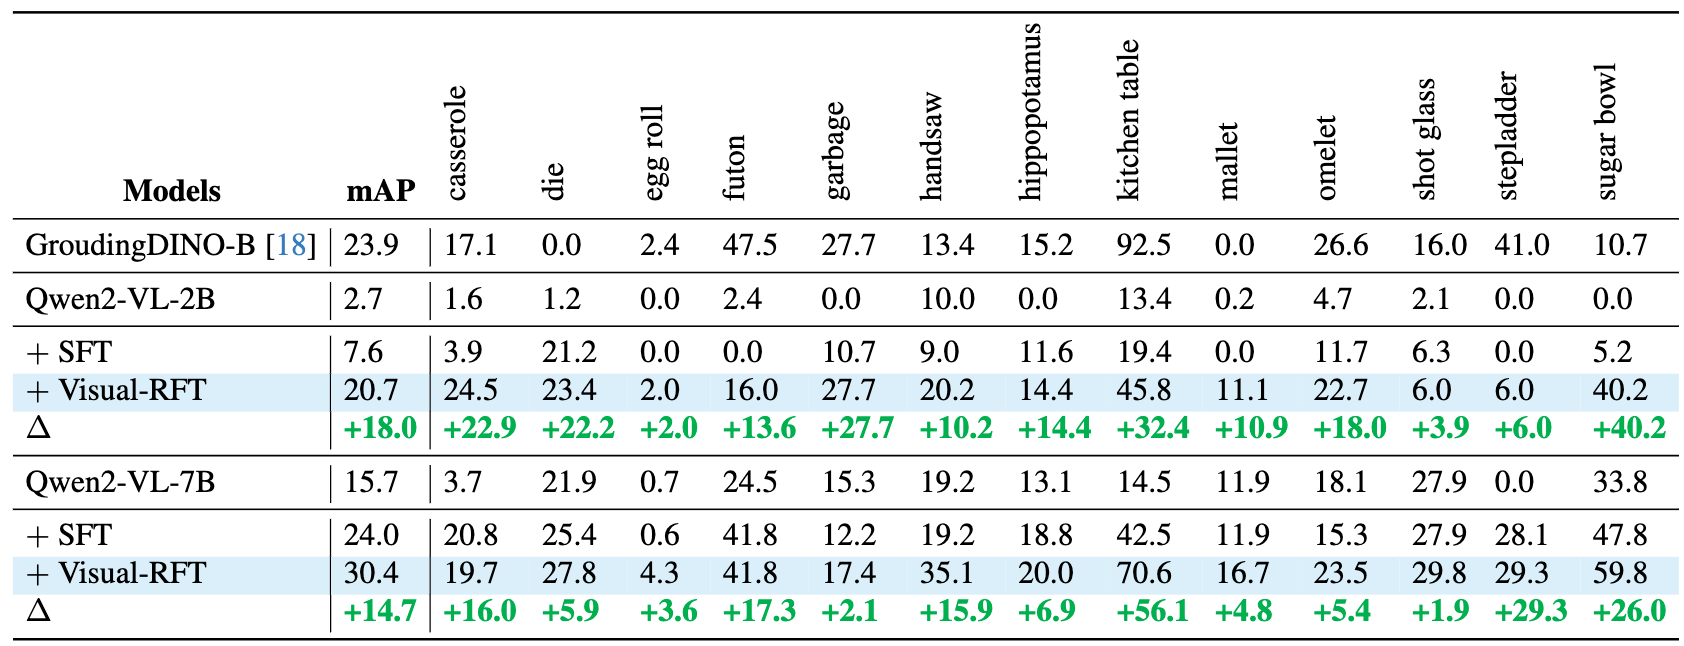 Models mAP casserole die egg roll futon garbage handsaw hippopotamus kitchen table mallet omelet shot glass stepladder sugar bowl
GroudingDINO-B [18] 23.9 17.1 0.0 2.4 47.5 27.7 13.4 15.2 92.5 0.0 26.6 16.0 41.0 10.7
Qwen2-VL-2B 2.7 1.6 1.2 0.0 2.4 0.0 10.0 0.0 13.4 0.2 4.7 2.1 0.0 0.0
+ SFT 7.6 3.9 21.2 0.0 0.0 10.7 9.0 11.6 19.4 0.0 11.7 6.3 0.0 5.2
+ Visual-RFT 20.7 24.5 23.4 2.0 16.0 27.7 20.2 14.4 45.8 11.1 22.7 6.0 6.0 40.2
Δ +18.0 +22.9 +22.2 +2.0 +13.6 +27.7 +10.2 +14.4 +32.4 +10.9 +18.0 +3.9 +6.0 +40.2
Qwen2-VL-7B 15.7 3.7 21.9 0.7 24.5 15.3 19.2 13.1 14.5 11.9 18.1 27.9 0.0 33.8
+ SFT 24.0 20.8 25.4 0.6 41.8 12.2 19.2 18.8 42.5 11.9 15.3 27.9 28.1 47.8
+ Visual-RFT 30.4 19.7 27.8 4.3 41.8 17.4 35.1 20.0 70.6 16.7 23.5 29.8 29.3 59.8
Δ +14.7 +16.0 +5.9 +3.6 +17.3 +2.1 +15.9 +6.9 +56.1 +4.8 +5.4 +1.9 +29.3 +26.0